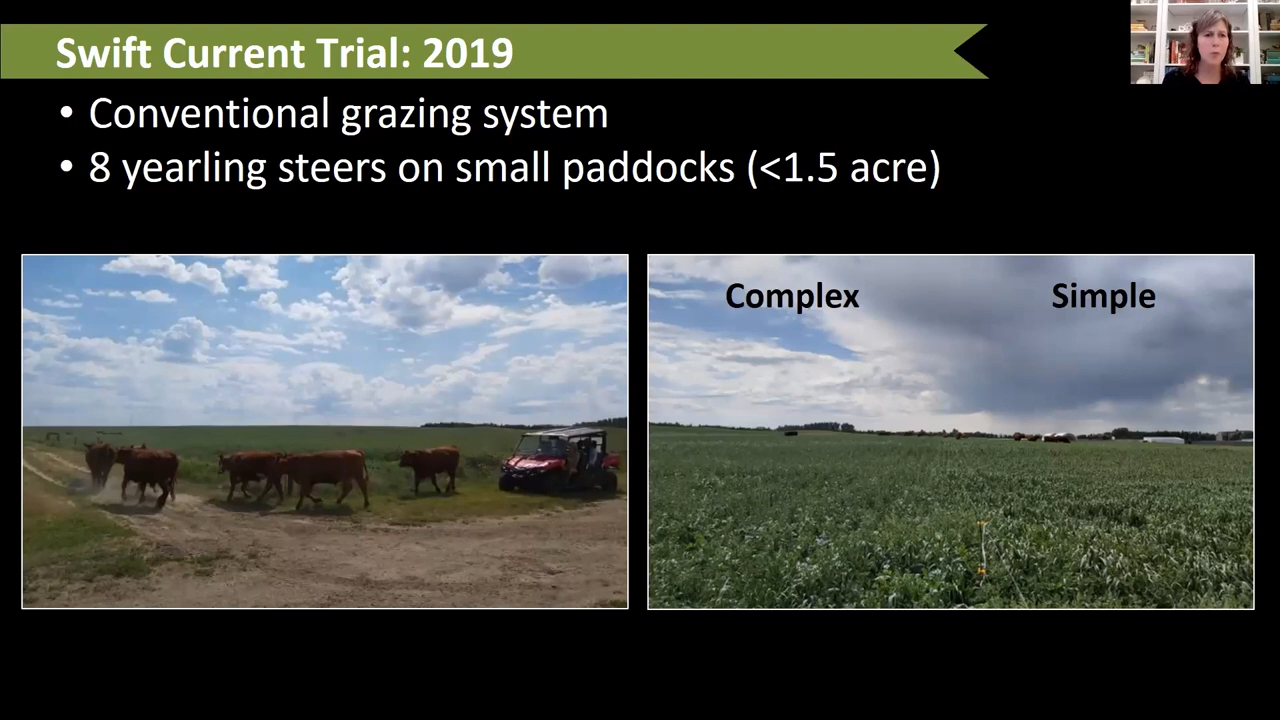 Swift Current Trial: 2019
• Conventional grazing system
• 8 yearling steers on small paddocks (<1.5 acre)
Complex Simple